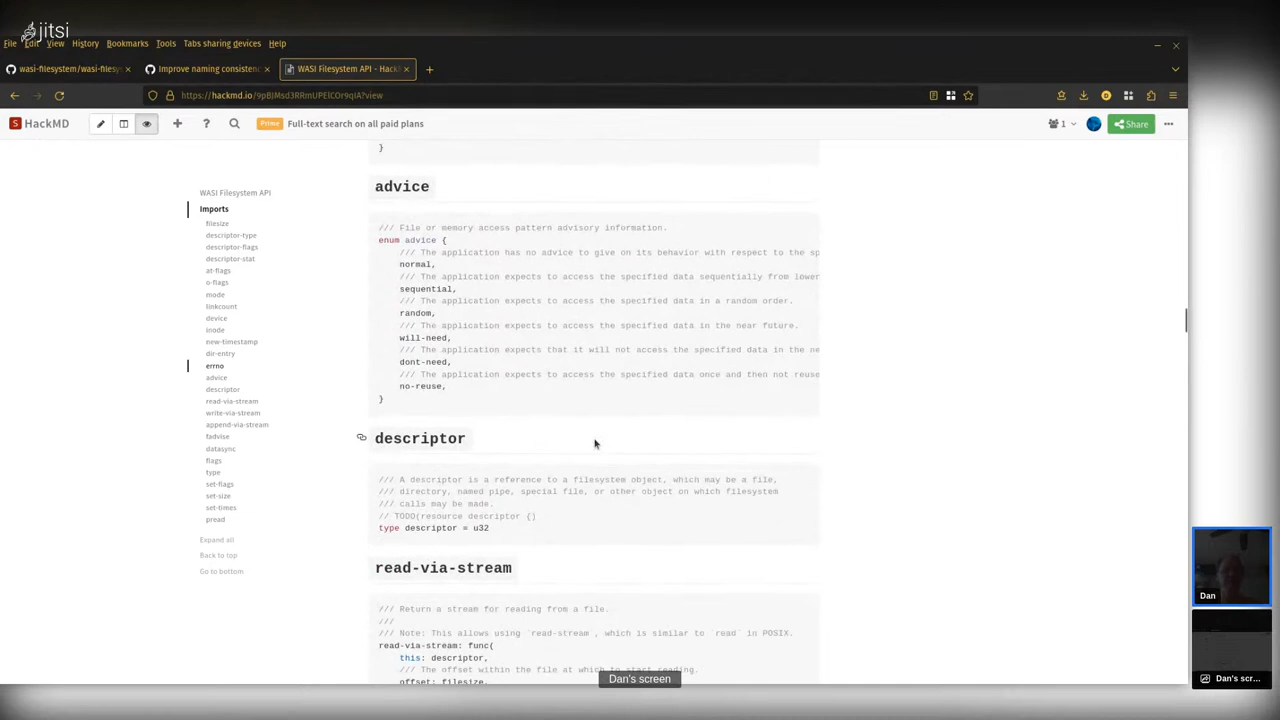 jitsi
File Edit View History Bookmarks Tools Tabs sharing devices Help
wasi-filesystem/wasi-filesy
Improve naming consistenc
WASI Filesystem API - Hack
https://hackmd.io/9pBJMsd3RRmUPElCOr9qiA?view
HackMD
Prime Full-text search on all paid plans
1
Share
WASI Filesystem API
Imports
filesize
descriptor-type
descriptor-flags
descriptor-stat
at-flags
o-flags
mode
linkcount
device
inode
new-timestamp
dir-entry
errno
advice
descriptor
read-via-stream
write-via-stream
append-via-stream
fadvise
datasync
flags
type
set-flags
set-size
set-times
pread
Expand all
Back to top
Go to bottom
}
advice
/// File or memory access pattern advisory information.
enum advice {
/// The application has no advice to give on its behavior with respect to the sp
normal,
/// The application expects to access the specified data sequentially from lower
sequential,
/// The application expects to access the specified data in a random order.
random,
/// The application expects to access the specified data in the near future.
will-need,
/// The application expects that it will not access the specified data in the ne
dont-need,
/// The application expects to access the specified data once and then not reuse
no-reuse,
}
descriptor
/// A descriptor is a reference to a filesystem object, which may be a file,
/// directory, named pipe, special file, or other object on which filesystem
/// calls may be made.
// TODO(resource descriptor {)
type descriptor = u32
read-via-stream
/// Return a stream for reading from a file.
///
/// Note: This allows using `read-stream`, which is similar to `read` in POSIX.
read-via-stream: func(
this: descriptor,
/// The offset within the file at which to start reading.
offset: filesize,
Dan's screen
Dan
Dan's scr...